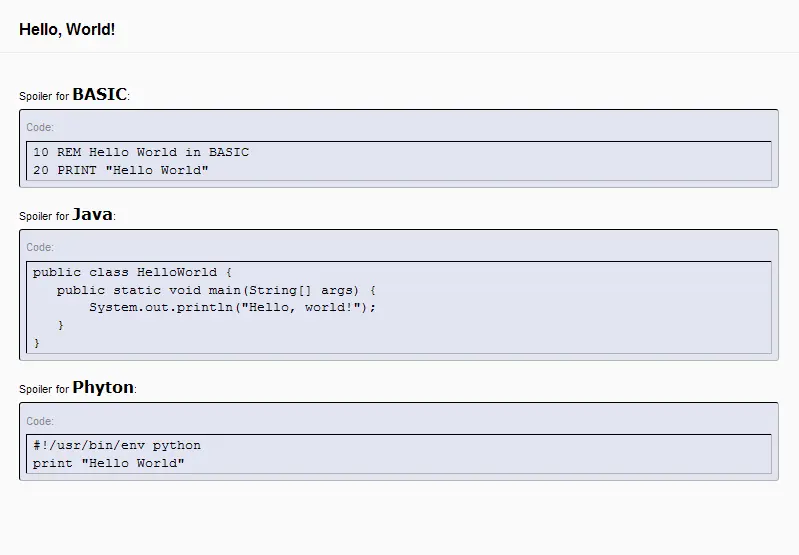 Hello, World!
Spoiler for BASIC:
Code:
10 REM Hello World in BASIC
20 PRINT "Hello World"
Spoiler for Java:
Code:
public class HelloWorld {
   public static void main(String[] args) {
       System.out.println("Hello, world!");
   }
}
Spoiler for Phyton:
Code:
#!/usr/bin/env python
print "Hello World"